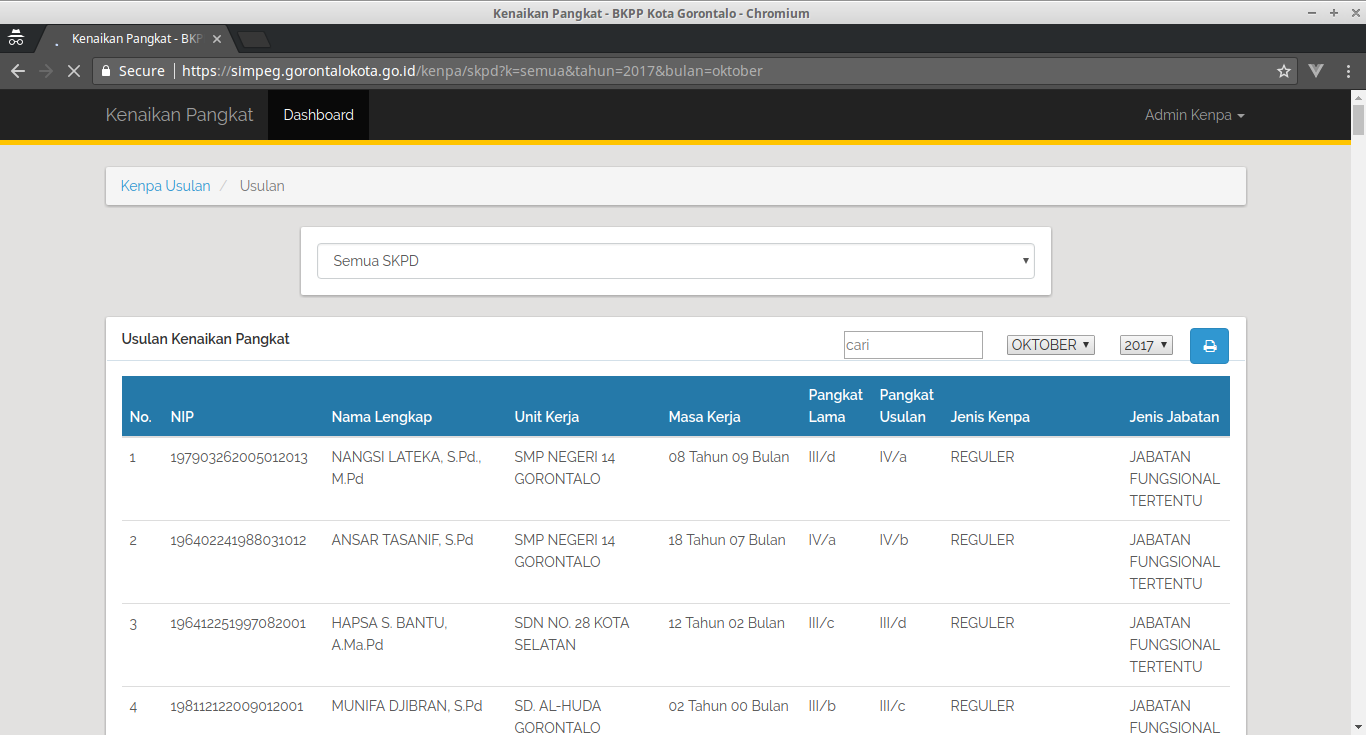 Kenaikan Pangkat - BKPP Kota Gorontalo - Chromium
Kenaikan Pangkat - BKP
Secure https://simpeg.gorontalokota.go.id/kenpa/skpd?k=semua&tahun=2017&bulan=oktober
Kenaikan Pangkat Dashboard Admin Kenpa
Kenpa Usulan / Usulan
Semua SKPD
Usulan Kenaikan Pangkat cari OKTOBER 2017
Pangkat Pangkat
No. NIP Nama Lengkap Unit Kerja Masa Kerja Lama Usulan Jenis Kenpa Jenis Jabatan
1 197903262005012013 NANGSI LATEKA, S.Pd., SMP NEGERI 14 08 Tahun 09 Bulan III/d IV/a REGULER JABATAN
M.Pd GORONTALO FUNGSIONAL
TERTENTU
2 196402241988031012 ANSAR TASANIF, S.Pd SMP NEGERI 14 18 Tahun 07 Bulan IV/a IV/b REGULER JABATAN
GORONTALO FUNGSIONAL
TERTENTU
3 196412251997082001 HAPSA S. BANTU, SDN NO. 28 KOTA 12 Tahun 02 Bulan III/c III/d REGULER JABATAN
A.Ma.Pd SELATAN FUNGSIONAL
TERTENTU
4 198112122009012001 MUNIFA DJIBRAN, S.Pd SD. AL-HUDA 02 Tahun 00 Bulan III/b III/c REGULER JABATAN
GORONTALO FUNGSIONAL